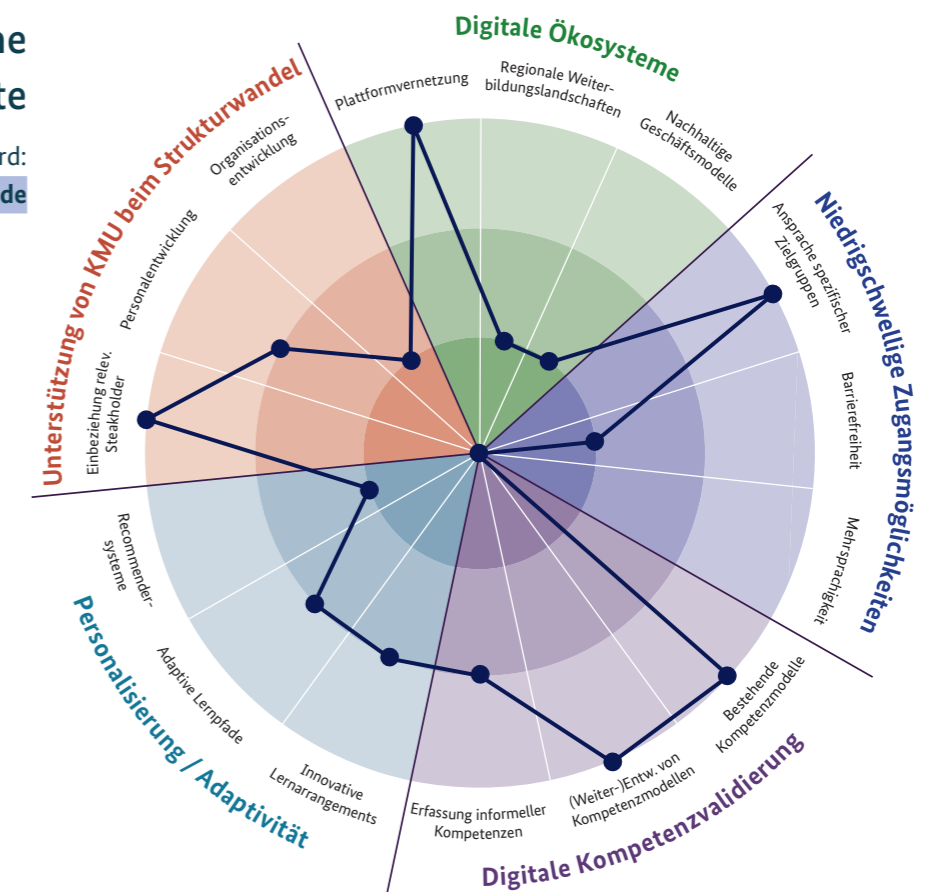 ne
te
rd:
de
Digitale Ökosysteme
Plattformvernetzung
Regionale Weiter-
bildungslandschaften
Nachhaltige
Geschäftsmodelle
Niedrigschwellige Zugangsmöglichkeiten
Ansprache spezifischer
Zielgruppen
Barrierefreiheit
Mehrsprachigkeit
Digitale Kompetenzvalidierung
Bestehende
Kompetenzmodelle
(Weiter-)Entw. von
Kompetenzmodellen
Erfassung informeller
Kompetenzen
Personalisierung / Adaptivität
Innovative
Lernarrangements
Adaptive Lernpfade
Recommender-
systeme
Unterstützung von KMU beim Strukturwandel
Einbeziehung relev.
Steakholder
Personalentwicklung
Organisations-
entwicklung